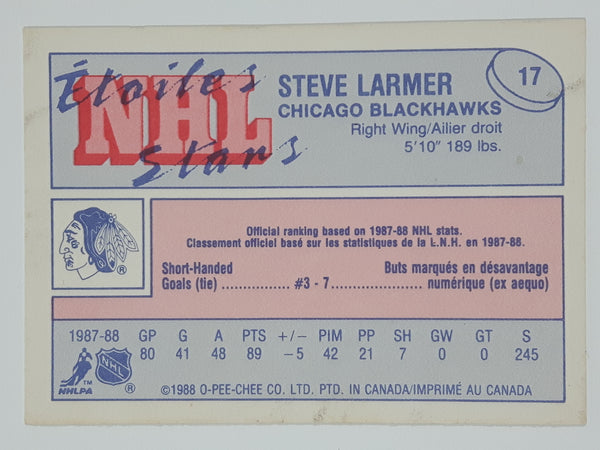 Étoiles
NHL
Stars
17
STEVE LARMER
CHICAGO BLACKHAWKS
Right Wing/Ailier droit
5'10" 189 lbs.
®
Official ranking based on 1987-88 NHL stats.
Classement officiel basé sur les statistiques de la L.N.H. en 1987-88.
Short-Handed Buts marqués en désavantage
Goals (tie) ................ #3 - 7...................... numérique (ex aequo)
1987-88 GP G A PTS +/- PIM PP SH GW GT S
80 41 48 89 -5 42 21 7 0 0 245
NHLPA ™ NHL ®
©1988 O-PEE-CHEE CO. LTD. PTD. IN CANADA/IMPRIMÉ AU CANADA